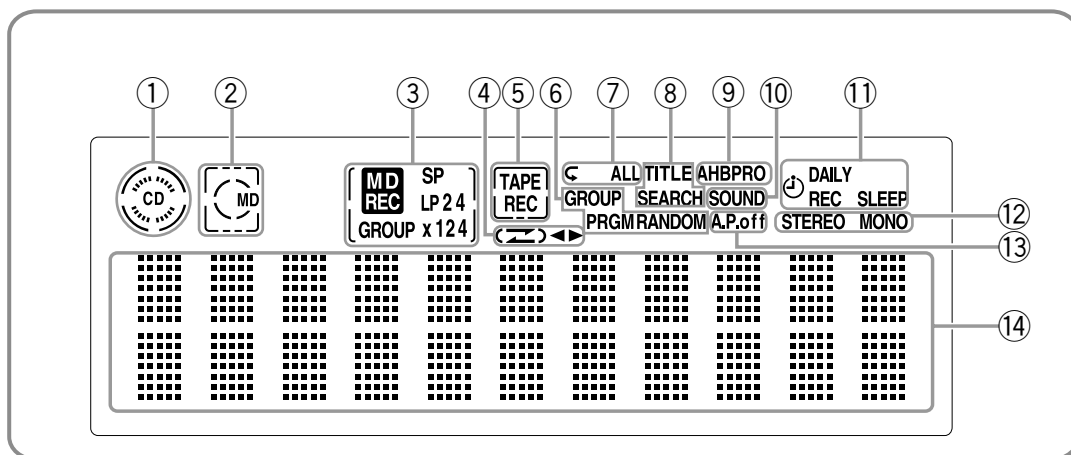 ① ② ③ ④ ⑤ ⑥ ⑦ ⑧ ⑨ ⑩ ⑪
CD
MD
MD REC SP
LP 2 4
GROUP x 1 2 4
TAPE
REC
ALL TITLE AHBPRO
GROUP SEARCH SOUND
PRGM RANDOM A.P.off
DAILY
REC SLEEP
STEREO MONO
⑫
⑬
⑭